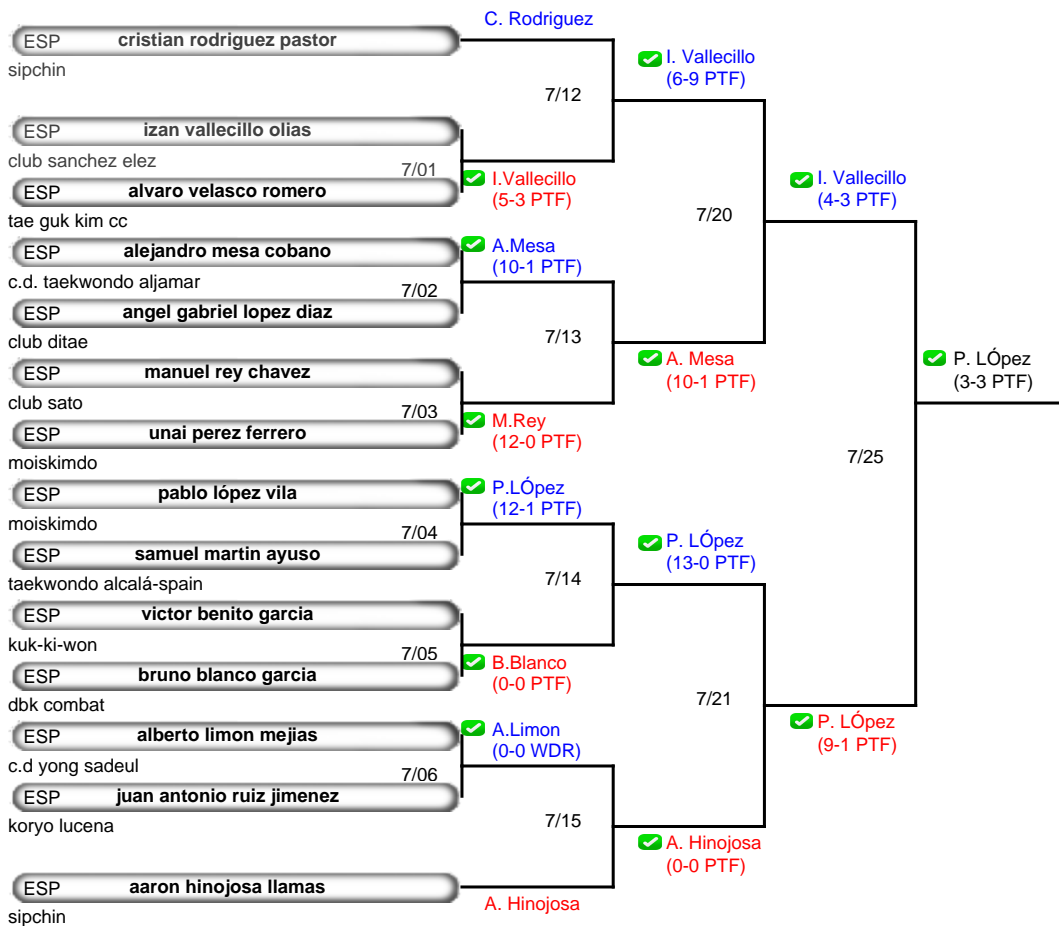 C. Rodriguez
ESP cristian rodriguez pastor
sipchin
I. Vallecillo
(6-9 PTF)
7/12
ESP izan vallecillo olias
club sanchez elez
7/01
I.Vallecillo
(5-3 PTF)
ESP alvaro velasco romero
tae guk kim cc
I. Vallecillo
(4-3 PTF)
7/20
ESP alejandro mesa cobano
c.d. taekwondo aljamar
A.Mesa
(10-1 PTF)
7/02
ESP angel gabriel lopez diaz
club ditae
7/13
A. Mesa
(10-1 PTF)
P. LÓpez
(3-3 PTF)
ESP manuel rey chavez
club sato
7/03
M.Rey
(12-0 PTF)
ESP unai perez ferrero
moiskimdo
7/25
ESP pablo lópez vila
moiskimdo
P.LÓpez
(12-1 PTF)
7/04
ESP samuel martin ayuso
taekwondo alcalá-spain
P. LÓpez
(13-0 PTF)
7/14
ESP victor benito garcia
kuk-ki-won
7/05
B.Blanco
(0-0 PTF)
ESP bruno blanco garcia
dbk combat
7/21
P. LÓpez
(9-1 PTF)
ESP alberto limon mejias
c.d yong sadeul
A.Limon
(0-0 WDR)
7/06
ESP juan antonio ruiz jimenez
koryo lucena
7/15
A. Hinojosa
(0-0 PTF)
ESP aaron hinojosa llamas
A. Hinojosa
sipchin